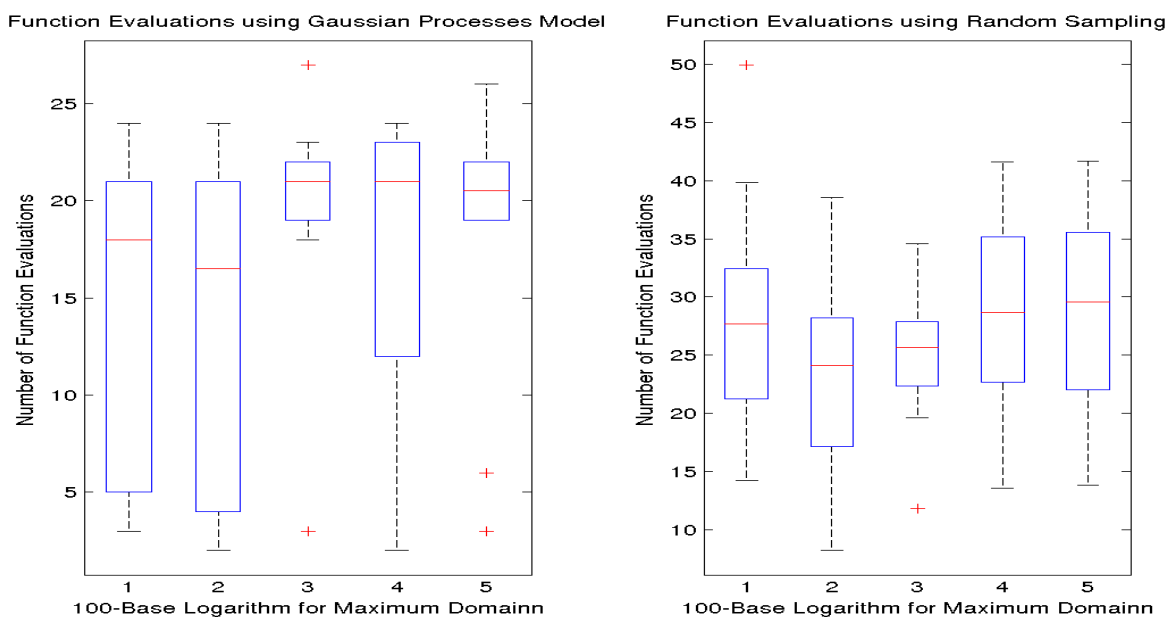 Function Evaluations using Gaussian Processes Model
Number of Function Evaluations
25
20
15
10
5
1 2 3 4 5
100-Base Logarithm for Maximum Domainn
Function Evaluations using Random Sampling
Number of Function Evaluations
50
45
40
35
30
25
20
15
10
1 2 3 4 5
100-Base Logarithm for Maximum Domainn